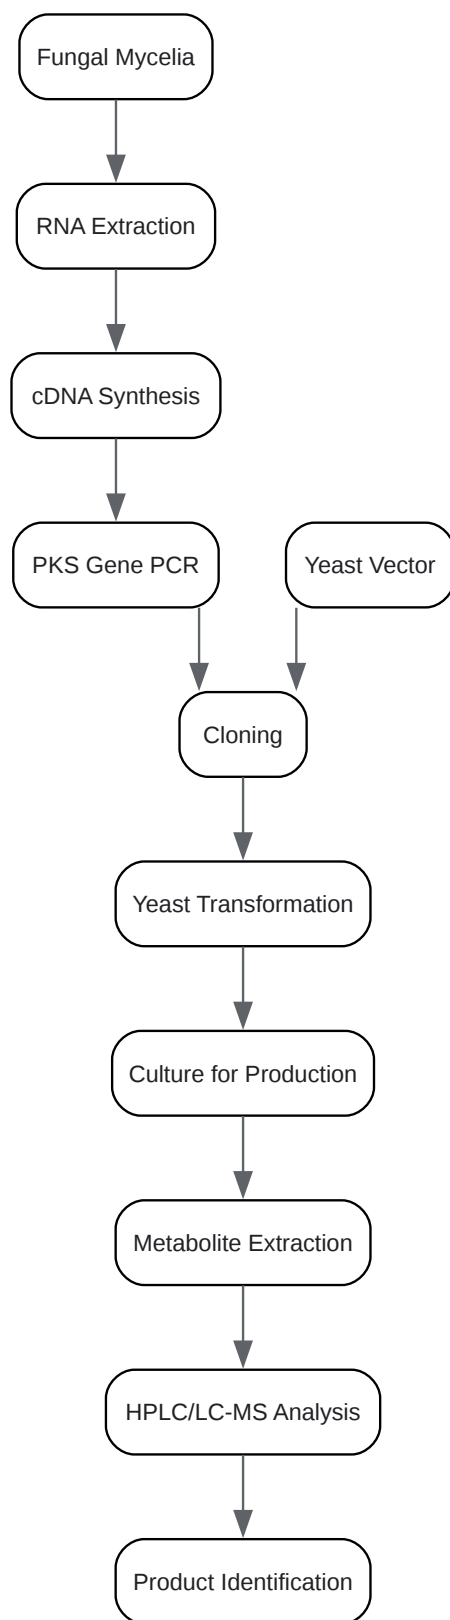 Fungal Mycelia
RNA Extraction
cDNA Synthesis
PKS Gene PCR
Yeast Vector
Cloning
Yeast Transformation
Culture for Production
Metabolite Extraction
HPLC/LC-MS Analysis
Product Identification